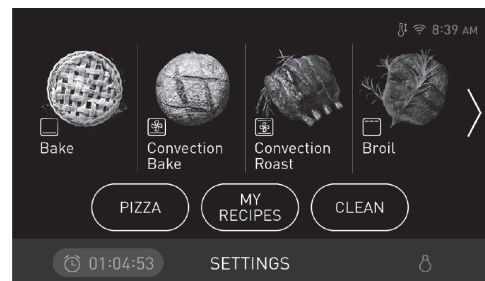 8:39 AM
Bake
Convection
Bake
Convection
Roast
Broil
PIZZA
MY
RECIPES
CLEAN
01:04:53
SETTINGS